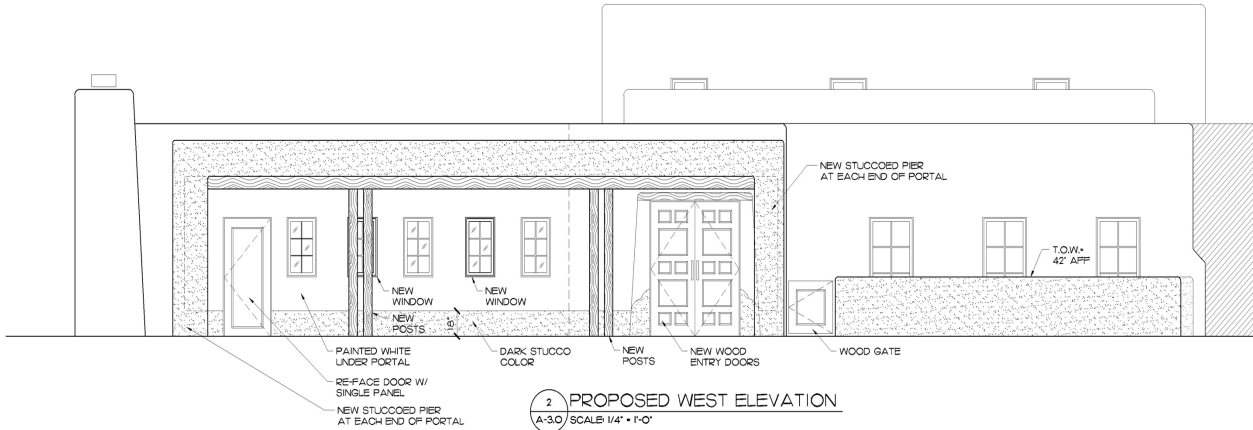 NEW STUCCOED PIER
AT EACH END OF PORTAL
T.O.W.=
42" AFF
NEW
WINDOW
NEW
WINDOW
NEW
POSTS
18"
PAINTED WHITE
UNDER PORTAL
DARK STUCCO
COLOR
NEW
POSTS
NEW WOOD
ENTRY DOORS
WOOD GATE
RE-FACE DOOR W/
SINGLE PANEL
NEW STUCCOED PIER
AT EACH END OF PORTAL
2
A-3.0
PROPOSED WEST ELEVATION
SCALE: 1/4" = 1'-0"